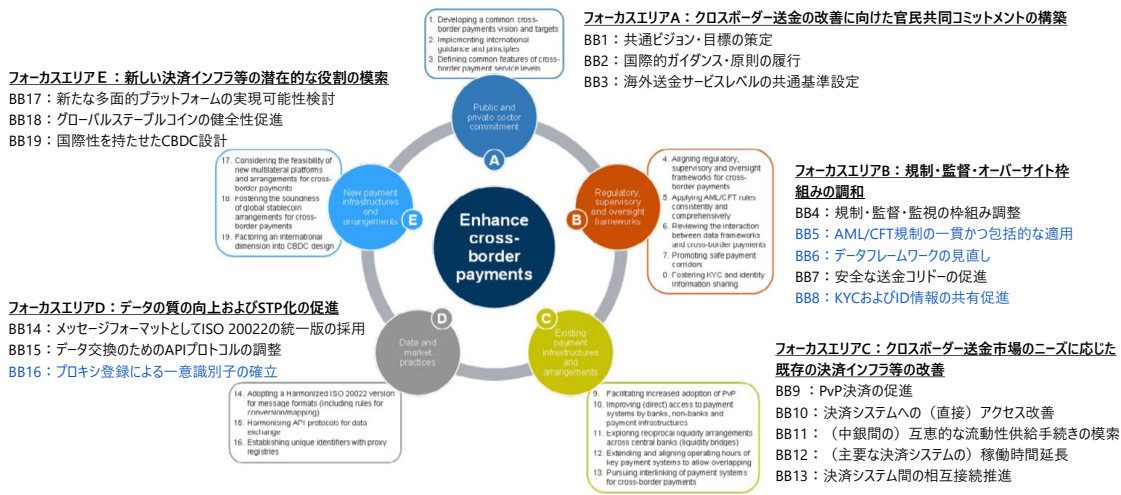 フォーカスエリアA：クロスボーダー送金の改善に向けた官民共同コミットメントの構築
BB1：共通ビジョン・目標の策定
BB2：国際的ガイダンス・原則の履行
BB3：海外送金サービスレベルの共通基準設定
1. Developing a common cross-
border payments vision and targets
2. Implementing international
guidance and principles
3. Defining common features of cross-
border payment service levels
Public and
private sector
commitment
A
フォーカスエリアE：新しい決済インフラ等の潜在的な役割の模索
BB17：新たな多面的プラットフォームの実現可能性検討
BB18：グローバルステーブルコインの健全性促進
BB19：国際性を持たせたCBDC設計
17. Considering the feasibility of
new multilateral platforms
and arrangements for cross-
border payments
18. Fostering the soundness
of global stablecoin
arrangements for cross-
border payments
19. Factoring an international
dimension into CBDC design
New payment
infrastructures
and
arrangements
E
Enhance
cross-
border
payments
Regulatory,
supervisory
and oversight
frameworks
B
4. Aligning regulatory,
supervisory and oversight
frameworks for cross-
border payments
5. Applying AML/CFT rules
consistently and
comprehensively
6. Reviewing the interaction
between data frameworks
and cross-border payments
7. Promoting safe payment
corridors
0. Fostering KYC and identity
information sharing
フォーカスエリアB：規制・監督・オーバーサイト枠
組みの調和
BB4：規制・監督・監視の枠組み調整
BB5：AML/CFT規制の一貫かつ包括的な適用
BB6：データフレームワークの見直し
BB7：安全な送金コリドーの促進
BB8：KYCおよびID情報の共有促進
フォーカスエリアD：データの質の向上およびSTP化の促進
BB14：メッセージフォーマットとしてISO 20022の統一版の採用
BB15：データ交換のためのAPIプロトコルの調整
BB16：プロキシ登録による一意識別子の確立
D
Data and
market
practices
14. Adopting a Harmonized ISO 20022 version
for message formats (including rules for
conversion/mapping)
15. Harmonising API protocols for data
exchange
16. Establishing unique identifiers with proxy
registries
C
Existing
payment
infrastructures
and
arrangements
9. Facilitating increased adoption of PvP
10. Improving (direct) access to payment
systems by banks, non-banks and
payment infrastructures
11. Exploring reciprocal liquidity arrangements
across central banks (liquidity bridges)
12. Extending and aligning operating hours of
key payment systems to allow overlapping
13. Pursuing interlinking of payment systems
for cross-border payments
フォーカスエリアC：クロスボーダー送金市場のニーズに応じた
既存の決済インフラ等の改善
BB9：PvP決済の促進
BB10：決済システムへの（直接）アクセス改善
BB11：（中銀間の）互恵的な流動性供給手続きの模索
BB12：（主要な決済システムの）稼働時間延長
BB13：決済システム間の相互接続推進